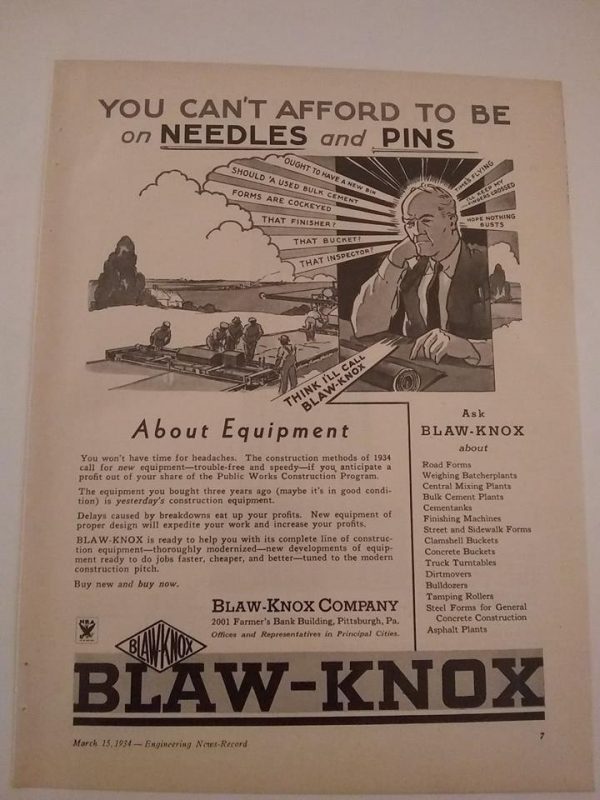 YOU CAN'T AFFORD TO BE
on NEEDLES and PINS
OUGHT TO HAVE A NEW BIN
SHOULD 'A USED BULK CEMENT
FORMS ARE COCKEYED
THAT FINISHER?
THAT BUCKET?
THAT INSPECTOR?
TIME'S FLYING
I'LL KEEP MY
FINGERS CROSSED
HOPE NOTHING
BUSTS
THINK I'LL CALL
BLAW-KNOX
About Equipment
You won't have time for headaches. The construction methods of 1934
call for new equipment—trouble-free and speedy—if you anticipate a
profit out of your share of the Public Works Construction Program.
The equipment you bought three years ago (maybe it's in good condi-
tion) is yesterday's construction equipment.
Delays caused by breakdowns eat up your profits. New equipment of
proper design will expedite your work and increase your profits.
BLAW-KNOX is ready to help you with its complete line of construc-
tion equipment—thoroughly modernized—new developments of equip-
ment ready to do jobs faster, cheaper, and better—tuned to the modern
construction pitch.
Buy new and buy now.
Ask
BLAW-KNOX
about
Road Forms
Weighing Batcherplants
Central Mixing Plants
Bulk Cement Plants
Cementanks
Finishing Machines
Street and Sidewalk Forms
Clamshell Buckets
Concrete Buckets
Truck Turntables
Dirtmovers
Bulldozers
Tamping Rollers
Steel Forms for General
Concrete Construction
Asphalt Plants
NRA
BLAW-KNOX COMPANY
2001 Farmer's Bank Building, Pittsburgh, Pa.
Offices and Representatives in Principal Cities.
BLAW-KNOX
BLAW-KNOX
March 15, 1934 — Engineering News-Record
7